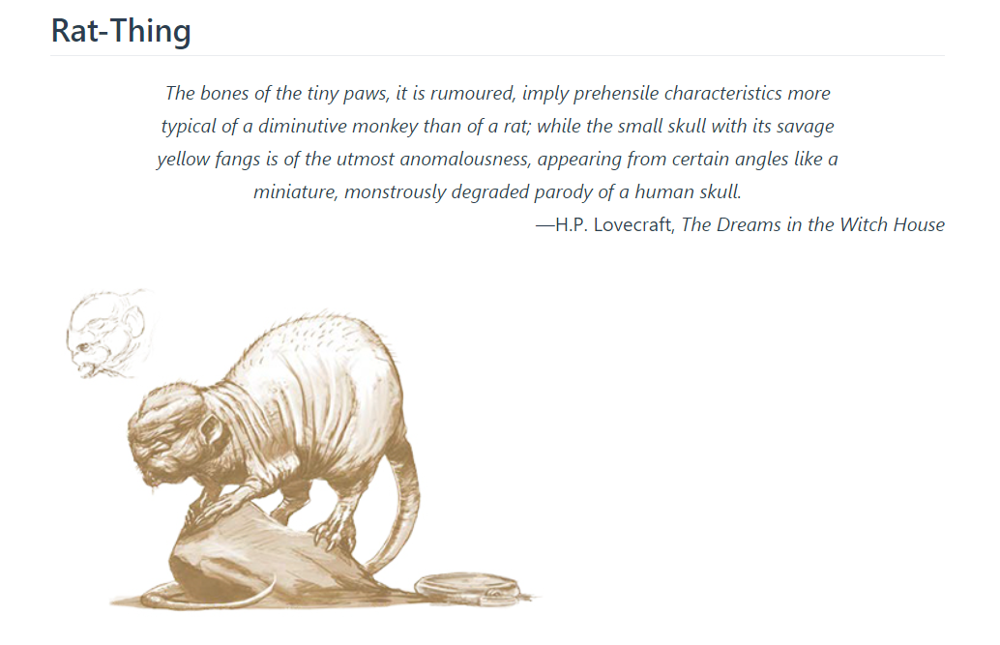 Rat-Thing
The bones of the tiny paws, it is rumoured, imply prehensile characteristics more
typical of a diminutive monkey than of a rat; while the small skull with its savage
yellow fangs is of the utmost anomalousness, appearing from certain angles like a
miniature, monstrously degraded parody of a human skull.
—H.P. Lovecraft, The Dreams in the Witch House